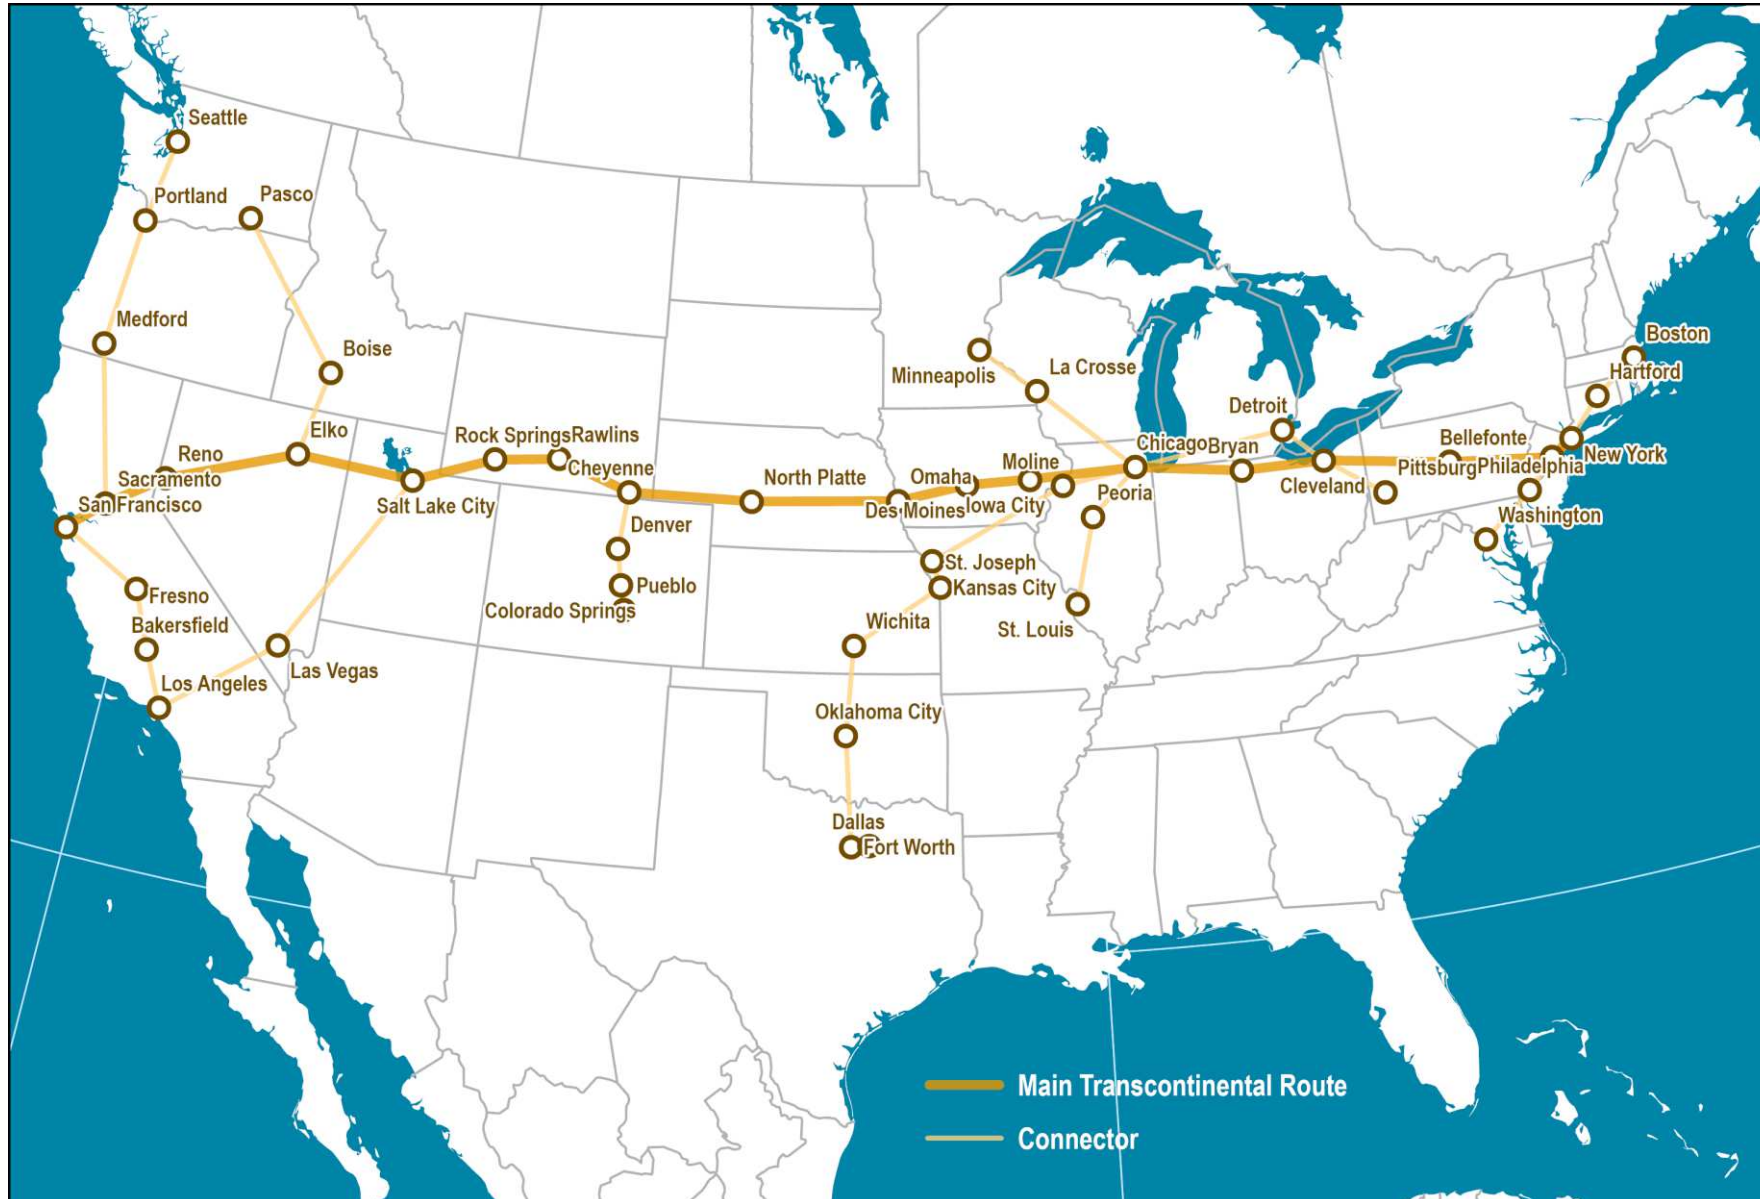 Seattle
Portland
Pasco
Medford
Boise
Boston
La Crosse
Minneapolis
Hartford
Detroit
Elko
Reno
Rock Springs
Rawlins
Chicago
Bryan
Bellefonte
New York
Sacramento
Cheyenne
North Platte
Omaha
Moline
Pittsburg
Philadelphia
San Francisco
Salt Lake City
Des Moines
Iowa City
Peoria
Cleveland
Washington
Denver
St. Joseph
Pueblo
Kansas City
Fresno
Colorado Springs
Bakersfield
Wichita
St. Louis
Las Vegas
Los Angeles
Oklahoma City
Dallas
Fort Worth
Main Transcontinental Route
Connector